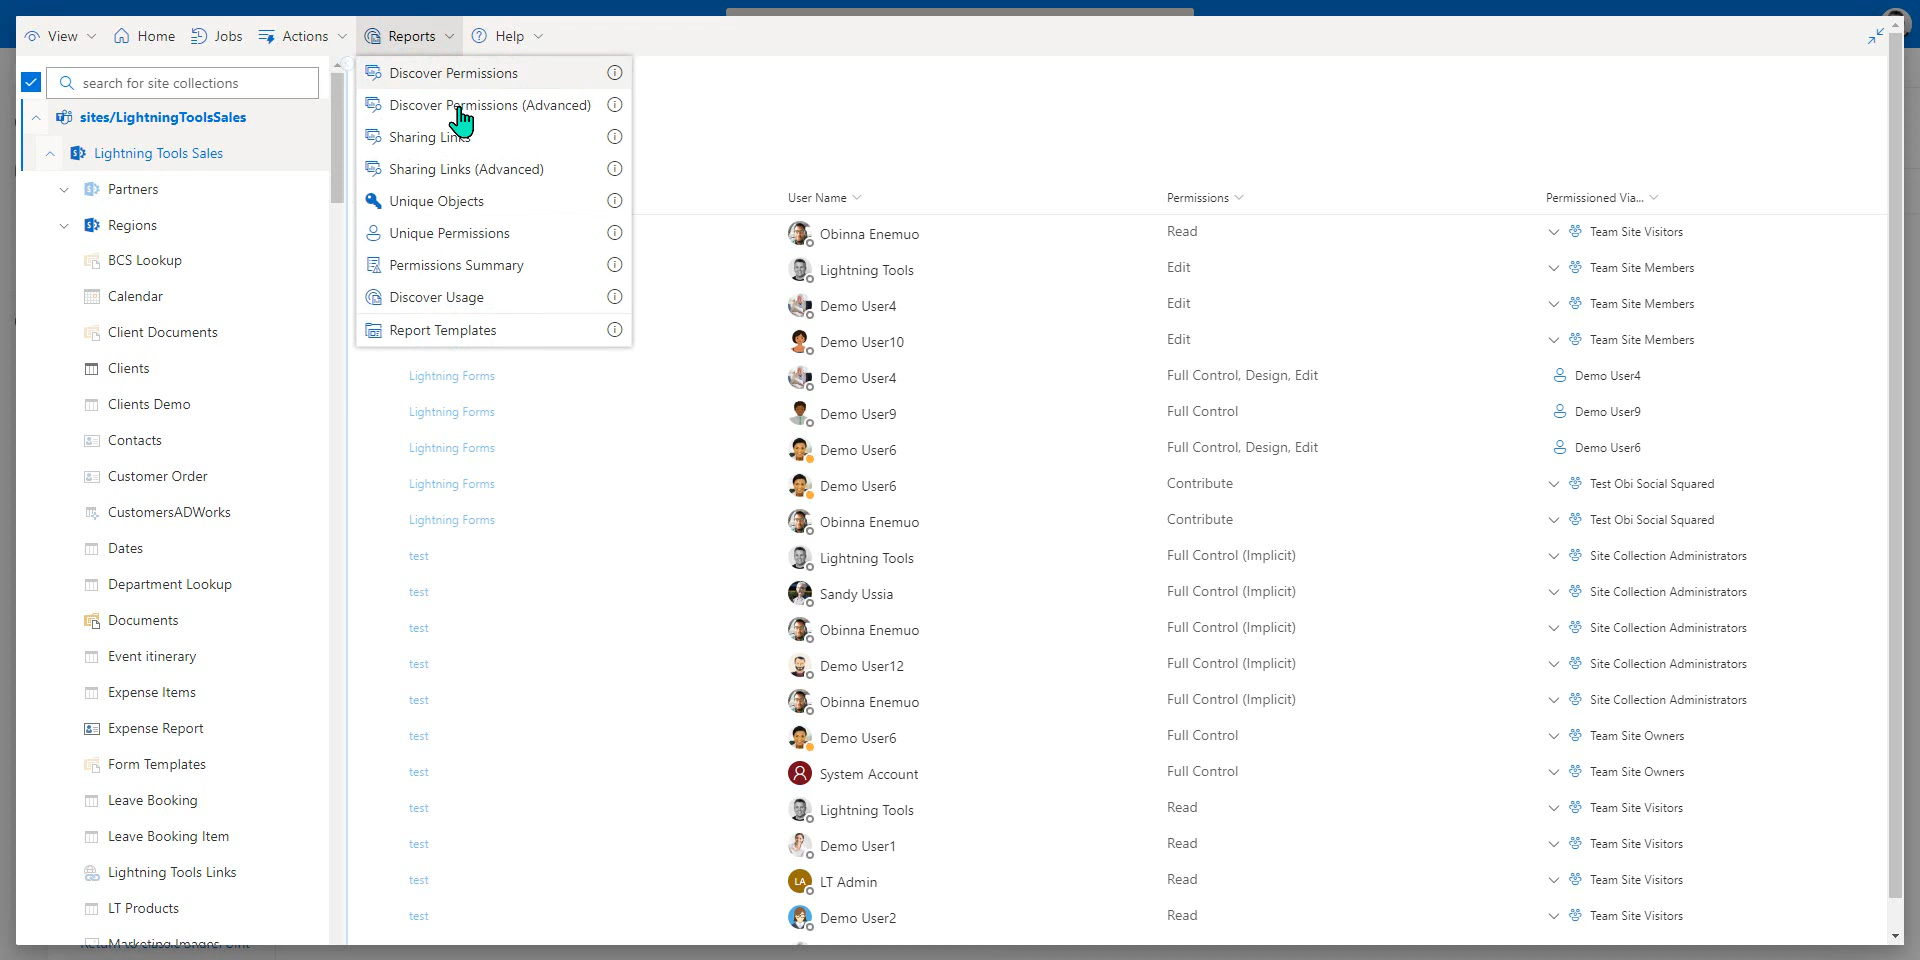 View
Home
Jobs
Actions
Reports
Help
search for site collections
sites/LightningToolsSales
Lightning Tools Sales
Partners
Regions
BCS Lookup
Calendar
Client Documents
Clients
Clients Demo
Contacts
Customer Order
CustomersADWorks
Dates
Department Lookup
Documents
Event itinerary
Expense Items
Expense Report
Form Templates
Leave Booking
Leave Booking Item
Lightning Tools Links
LT Products
Discover Permissions
Discover Permissions (Advanced)
Sharing Links
Sharing Links (Advanced)
Unique Objects
Unique Permissions
Permissions Summary
Discover Usage
Report Templates
User Name Permissions Permissioned Via...
Obinna Enemuo Read Team Site Visitors
Lightning Tools Edit Team Site Members
Demo User4 Edit Team Site Members
Demo User10 Edit Team Site Members
Lightning Forms Demo User4 Full Control, Design, Edit Demo User4
Lightning Forms Demo User9 Full Control Demo User9
Lightning Forms Demo User6 Full Control, Design, Edit Demo User6
Lightning Forms Demo User6 Contribute Test Obi Social Squared
Lightning Forms Obinna Enemuo Contribute Test Obi Social Squared
test Lightning Tools Full Control (Implicit) Site Collection Administrators
test Sandy Ussia Full Control (Implicit) Site Collection Administrators
test Obinna Enemuo Full Control (Implicit) Site Collection Administrators
test Demo User12 Full Control (Implicit) Site Collection Administrators
test Obinna Enemuo Full Control (Implicit) Site Collection Administrators
test Demo User6 Full Control Team Site Owners
test System Account Full Control Team Site Owners
test Lightning Tools Read Team Site Visitors
test Demo User1 Read Team Site Visitors
test LA LT Admin Read Team Site Visitors
test Demo User2 Read Team Site Visitors